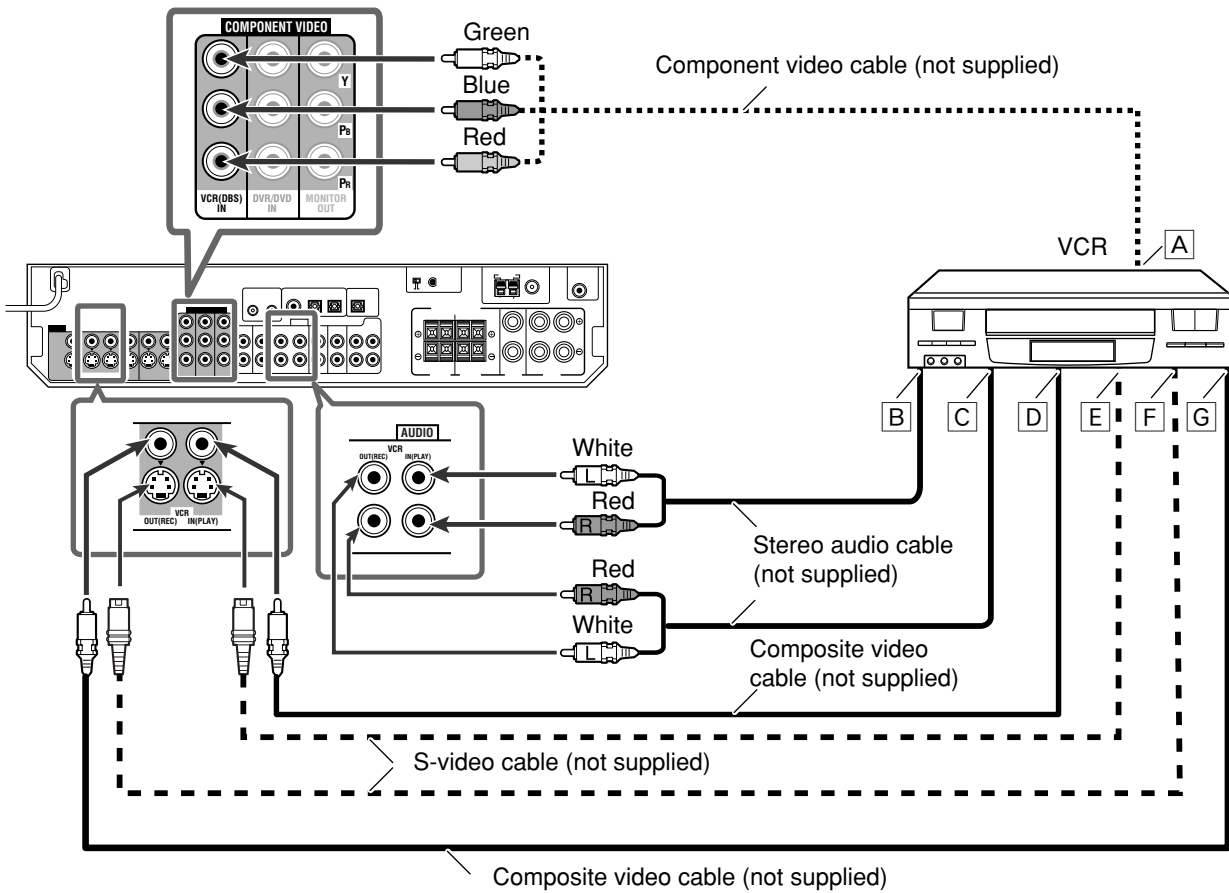 COMPONENT VIDEO
Green
Y
Blue
PB
Red
PR
VCR(DBS)
IN
DVR/DVD
IN
MONITOR
OUT
Component video cable (not supplied)
VCR
A
B
C
D
E
F
G
VCR
OUT(REC)
IN(PLAY)
AUDIO
VCR
OUT(REC)
IN(PLAY)
White
L
Red
R
Stereo audio cable
(not supplied)
Red
R
White
L
Composite video
cable (not supplied)
S-video cable (not supplied)
Composite video cable (not supplied)